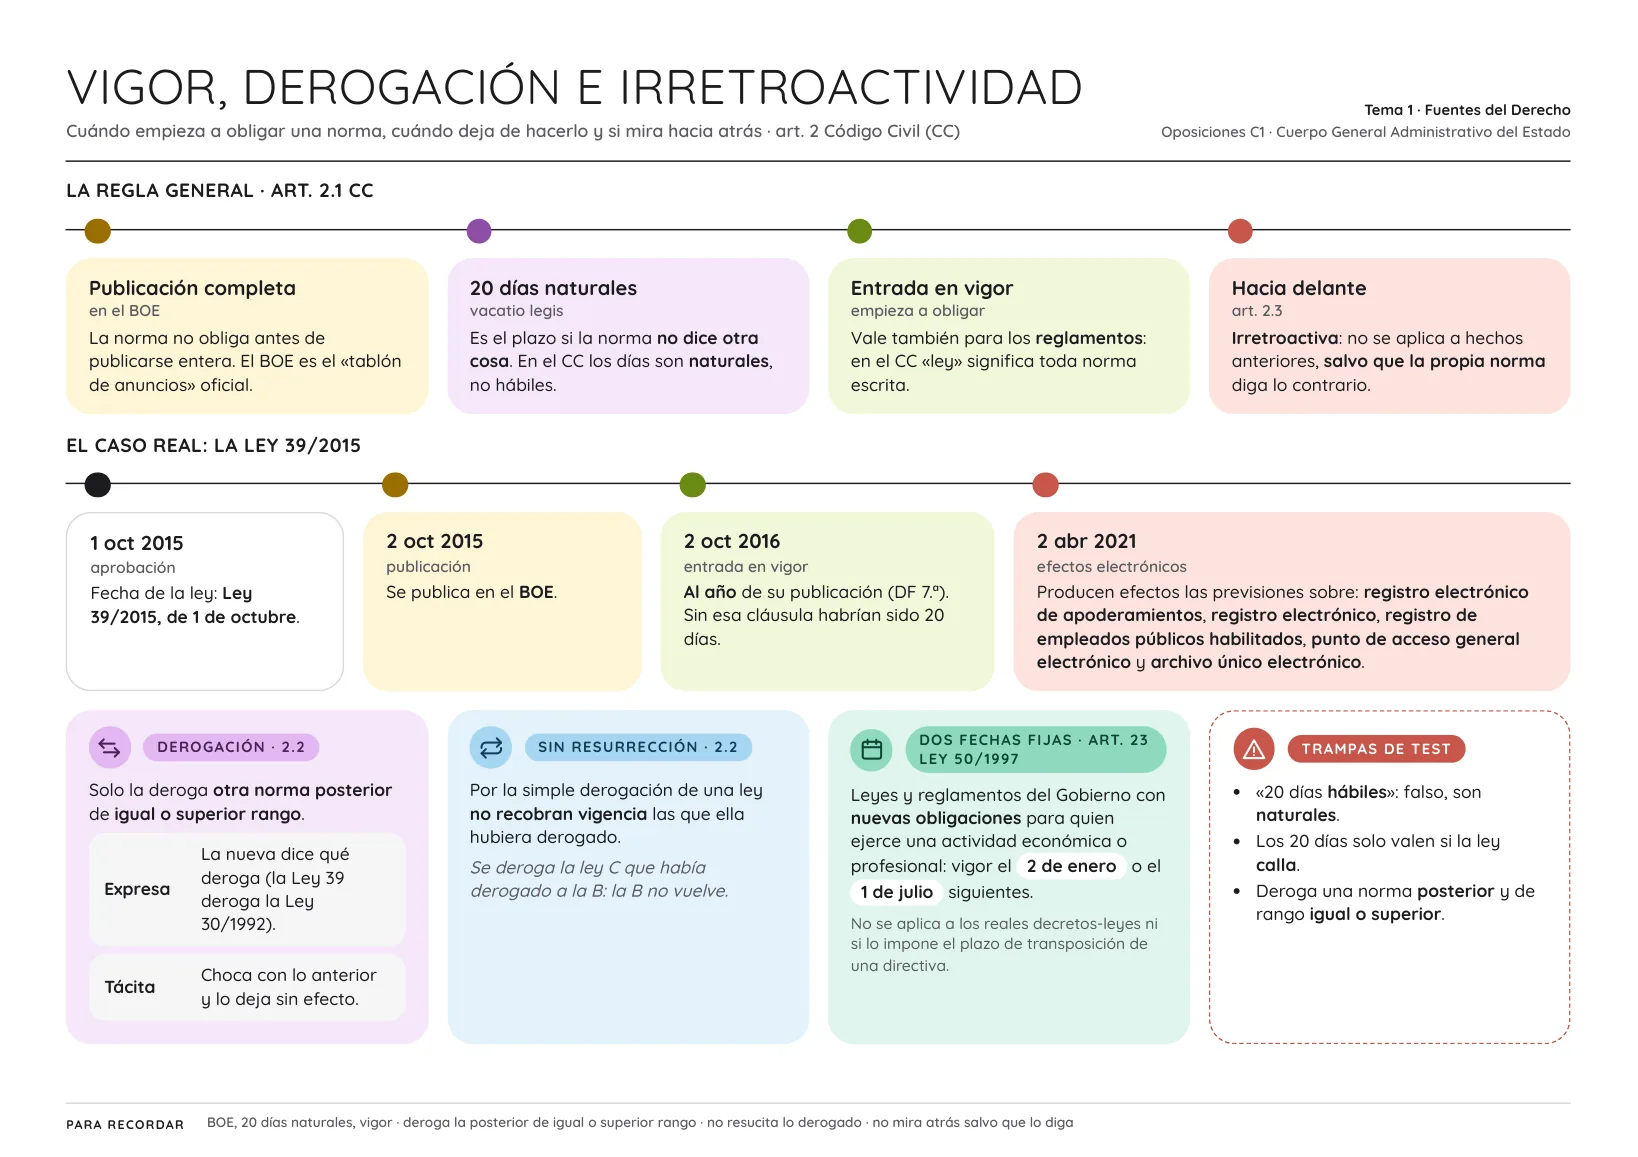 VIGOR, DEROGACIÓN E IRRETROACTIVIDAD
Cuándo empieza a obligar una norma, cuándo deja de hacerlo y si mira hacia atrás · art. 2 Código Civil (CC)
Tema 1 · Fuentes del Derecho
Oposiciones C1 · Cuerpo General Administrativo del Estado
LA REGLA GENERAL · ART. 2.1 CC
Publicación completa
en el BOE
La norma no obliga antes de
publicarse entera. El BOE es el «tablón
de anuncios» oficial.
20 días naturales
vacatio legis
Es el plazo si la norma no dice otra
cosa. En el CC los días son naturales,
no hábiles.
Entrada en vigor
empieza a obligar
Vale también para los reglamentos:
en el CC «ley» significa toda norma
escrita.
Hacia delante
art. 2.3
Irretroactiva: no se aplica a hechos
anteriores, salvo que la propia norma
diga lo contrario.
EL CASO REAL: LA LEY 39/2015
1 oct 2015
aprobación
Fecha de la ley: Ley
39/2015, de 1 de octubre.
2 oct 2015
publicación
Se publica en el BOE.
2 oct 2016
entrada en vigor
Al año de su publicación (DF 7.ª).
Sin esa cláusula habrían sido 20
días.
2 abr 2021
efectos electrónicos
Producen efectos las previsiones sobre: registro electrónico
de apoderamientos, registro electrónico, registro de
empleados públicos habilitados, punto de acceso general
electrónico y archivo único electrónico.
DEROGACIÓN · 2.2
Solo la deroga otra norma posterior
de igual o superior rango.
Expresa
La nueva dice qué
deroga (la Ley 39
deroga la Ley
30/1992).
Tácita
Choca con lo anterior
y lo deja sin efecto.
SIN RESURRECCIÓN · 2.2
Por la simple derogación de una ley
no recobran vigencia las que ella
hubiera derogado.
Se deroga la ley C que había
derogado a la B: la B no vuelve.
DOS FECHAS FIJAS · ART. 23
LEY 50/1997
Leyes y reglamentos del Gobierno con
nuevas obligaciones para quien
ejerce una actividad económica o
profesional: vigor el 2 de enero o el
1 de julio siguientes.
No se aplica a los reales decretos-leyes ni
si lo impone el plazo de transposición de
una directiva.
TRAMPAS DE TEST
• «20 días hábiles»: falso, son
naturales.
• Los 20 días solo valen si la ley
calla.
• Deroga una norma posterior y de
rango igual o superior.
PARA RECORDAR
BOE, 20 días naturales, vigor · deroga la posterior de igual o superior rango · no resucita lo derogado · no mira atrás salvo que lo diga